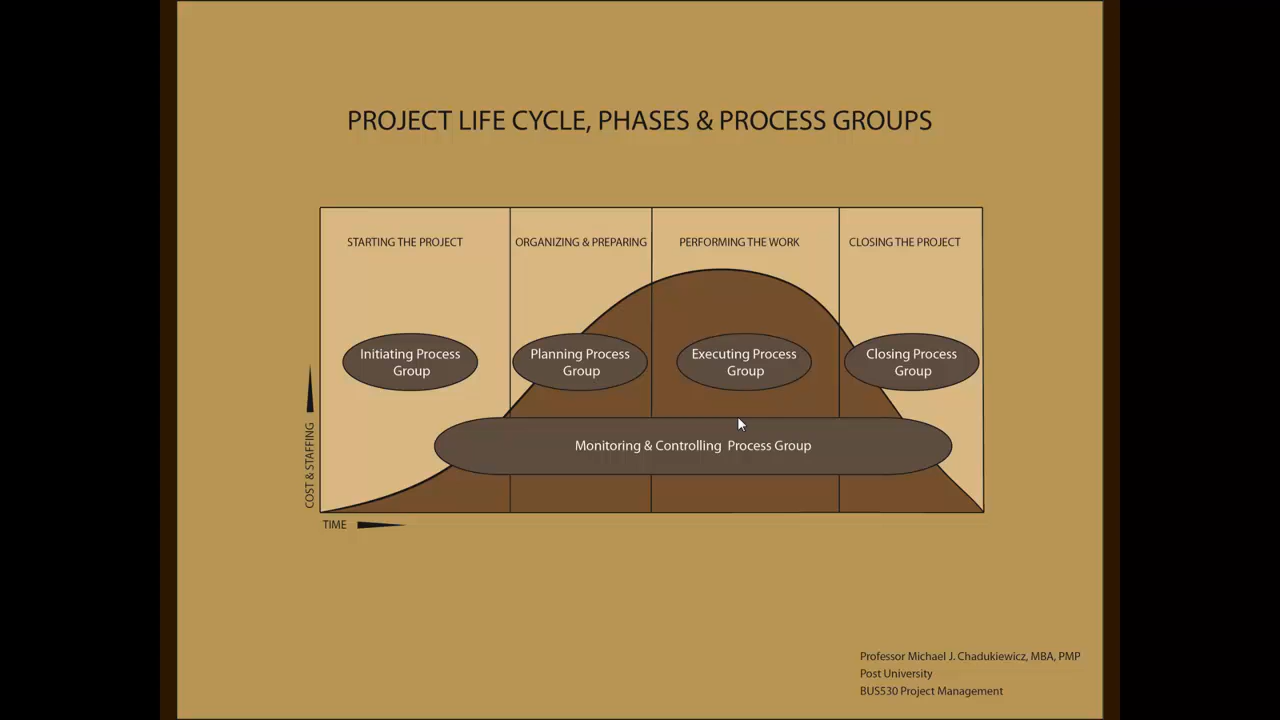 PROJECT LIFE CYCLE, PHASES & PROCESS GROUPS
STARTING THE PROJECT
ORGANIZING & PREPARING
PERFORMING THE WORK
CLOSING THE PROJECT
Initiating Process
Group
Planning Process
Group
Executing Process
Group
Closing Process
Group
Monitoring & Controlling Process Group
COST & STAFFING
TIME
Professor Michael J. Chadukiewicz, MBA, PMP
Post University
BUS530 Project Management